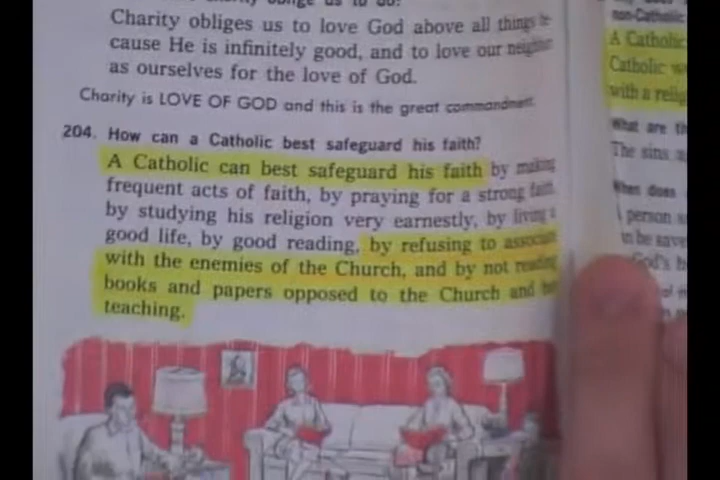 Charity obliges us to love God above all things be
cause He is infinitely good, and to love our neighbor
as ourselves for the love of God.
Charity is LOVE OF GOD and this is the great commandment.
204. How can a Catholic best safeguard his faith?
A Catholic can best safeguard his faith by making
frequent acts of faith, by praying for a strong faith,
by studying his religion very earnestly, by living a
good life, by good reading, by refusing to associate
with the enemies of the Church, and by not reading
books and papers opposed to the Church and
teaching.
non-Catholic
A Catholic
Catholic
with a
What are
The sins
When does
person
be
God's